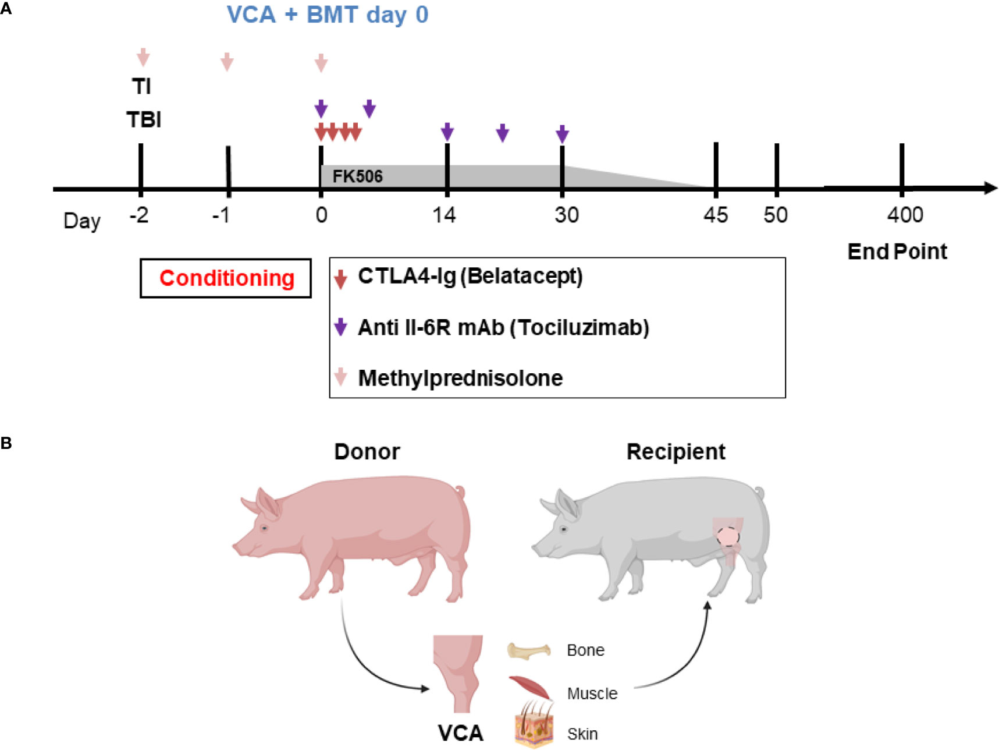 A
VCA + BMT day 0
TI
TBI
FK506
Day -2 -1 0 14 30 45 50 400
End Point
Conditioning
CTLA4-Ig (Belatacept)
Anti Il-6R mAb (Tociluzimab)
Methylprednisolone
B
Donor Recipient
Bone
Muscle
VCA
Skin